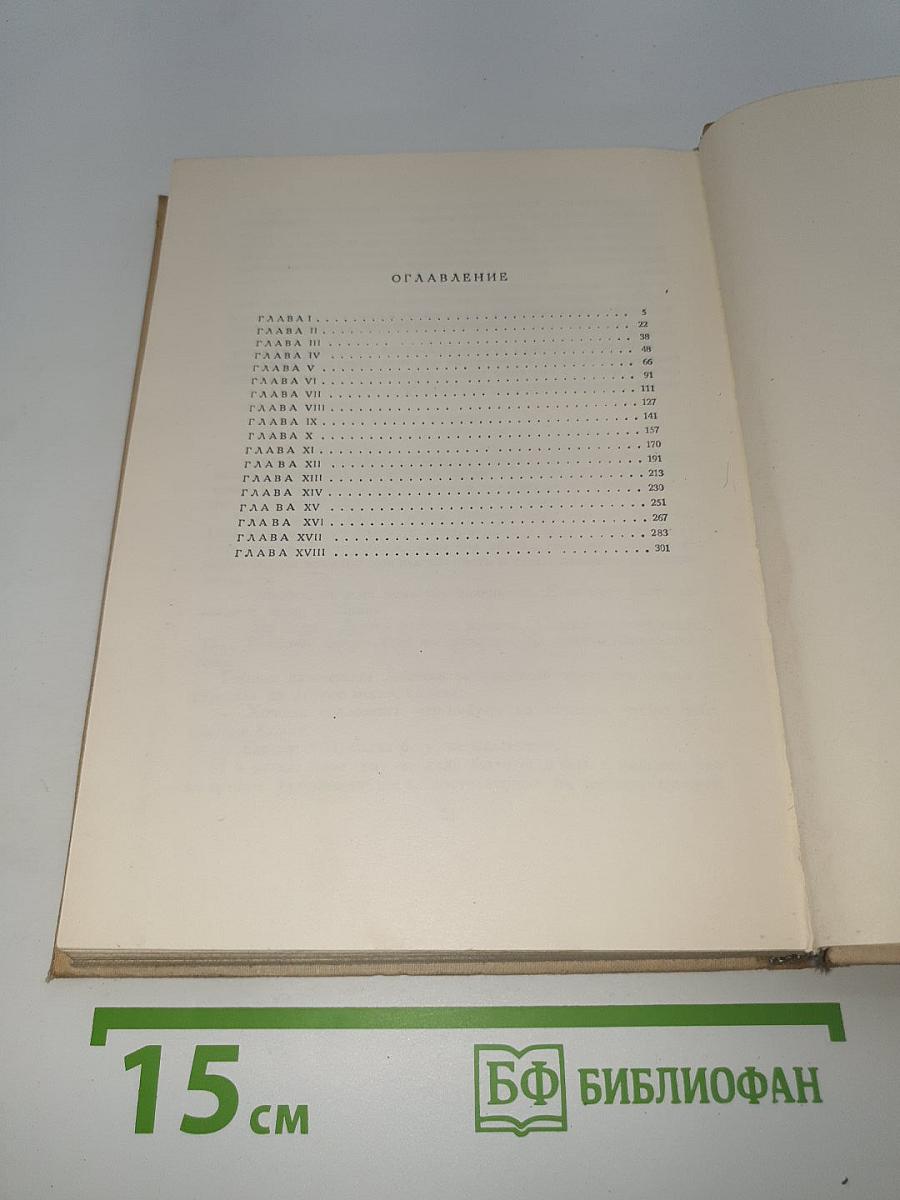 ОГЛАВЛЕНИЕ
ГЛАВА I . . . . . . . . . . . . . . . . . . . . 5
ГЛАВА II . . . . . . . . . . . . . . . . . . . . 22
ГЛАВА III . . . . . . . . . . . . . . . . . . . . 38
ГЛАВА IV . . . . . . . . . . . . . . . . . . . . 48
ГЛАВА V . . . . . . . . . . . . . . . . . . . . 66
ГЛАВА VI . . . . . . . . . . . . . . . . . . . . 91
ГЛАВА VII . . . . . . . . . . . . . . . . . . . . 111
ГЛАВА VIII . . . . . . . . . . . . . . . . . . . . 127
ГЛАВА IX . . . . . . . . . . . . . . . . . . . . 141
ГЛАВА X . . . . . . . . . . . . . . . . . . . . 157
ГЛАВА XI . . . . . . . . . . . . . . . . . . . . 170
ГЛАВА XII . . . . . . . . . . . . . . . . . . . . 191
ГЛАВА XIII . . . . . . . . . . . . . . . . . . . . 213
ГЛАВА XIV . . . . . . . . . . . . . . . . . . . . 230
ГЛАВА XV . . . . . . . . . . . . . . . . . . . . 251
ГЛАВА XVI . . . . . . . . . . . . . . . . . . . . 267
ГЛАВА XVII . . . . . . . . . . . . . . . . . . . . 283
ГЛАВА XVIII . . . . . . . . . . . . . . . . . . . . 301
15 см
БФ БИБЛИОФАН